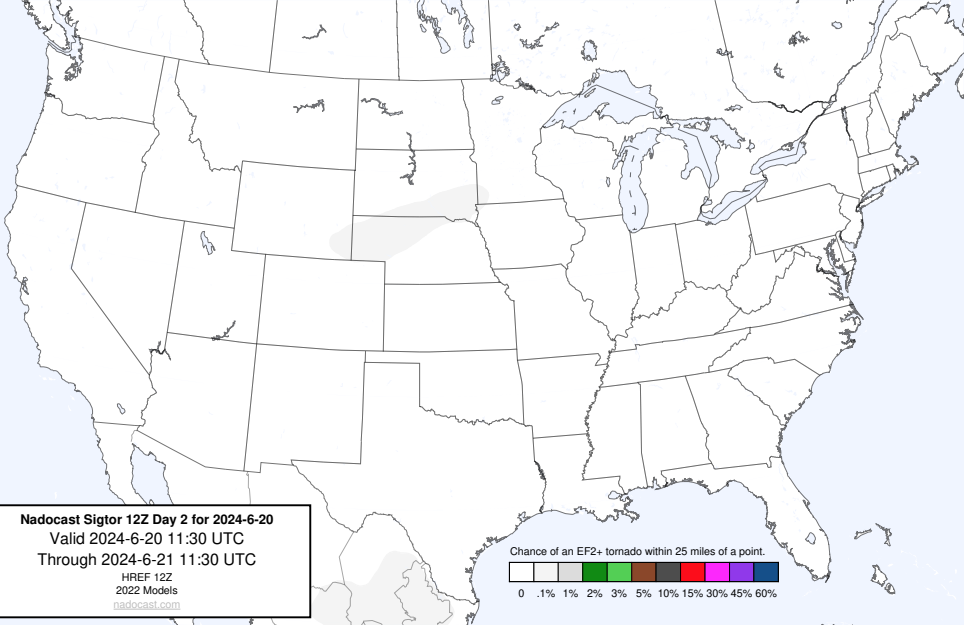 Nadocast Sigtor 12Z Day 2 for 2024-6-20
Valid 2024-6-20 11:30 UTC
Through 2024-6-21 11:30 UTC
HREF 12Z
2022 Models
nadocast.com
Chance of an EF2+ tornado within 25 miles of a point.
0 .1% 1% 2% 3% 5% 10% 15% 30% 45% 60%